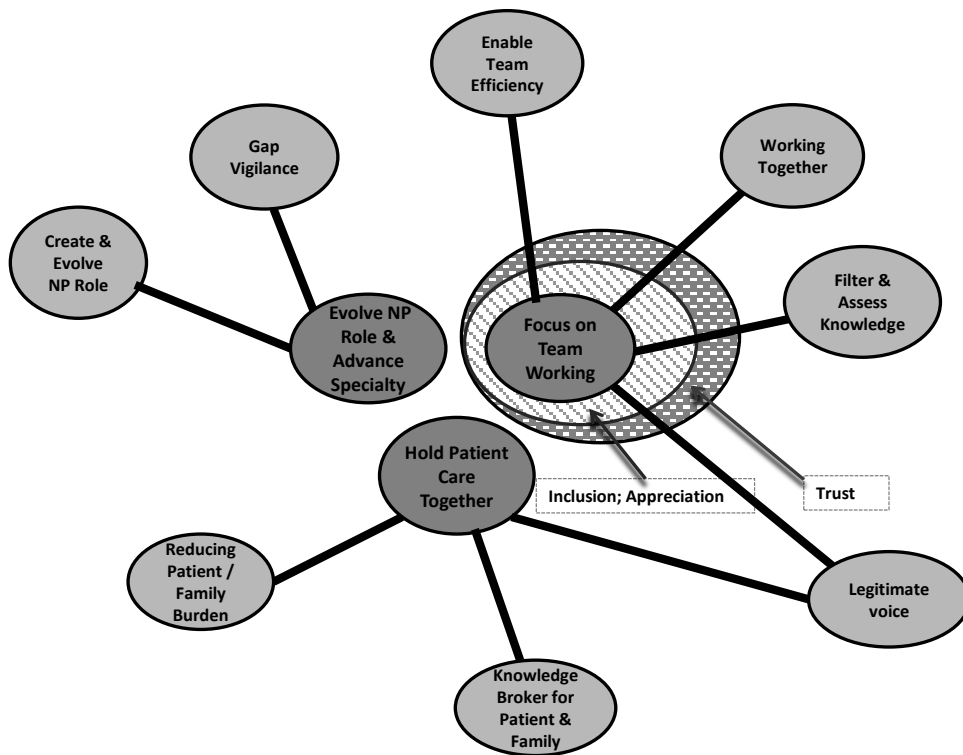 Enable
Team
Efficiency
Gap
Vigilance
Working
Together
Create &
Evolve
NP Role
Filter &
Assess
Knowledge
Evolve NP
Role &
Advance
Specialty
Focus on
Team
Working
Hold Patient
Care
Together
Inclusion; Appreciation
Trust
Reducing
Patient /
Family
Burden
Legitimate
voice
Knowledge
Broker for
Patient &
Family